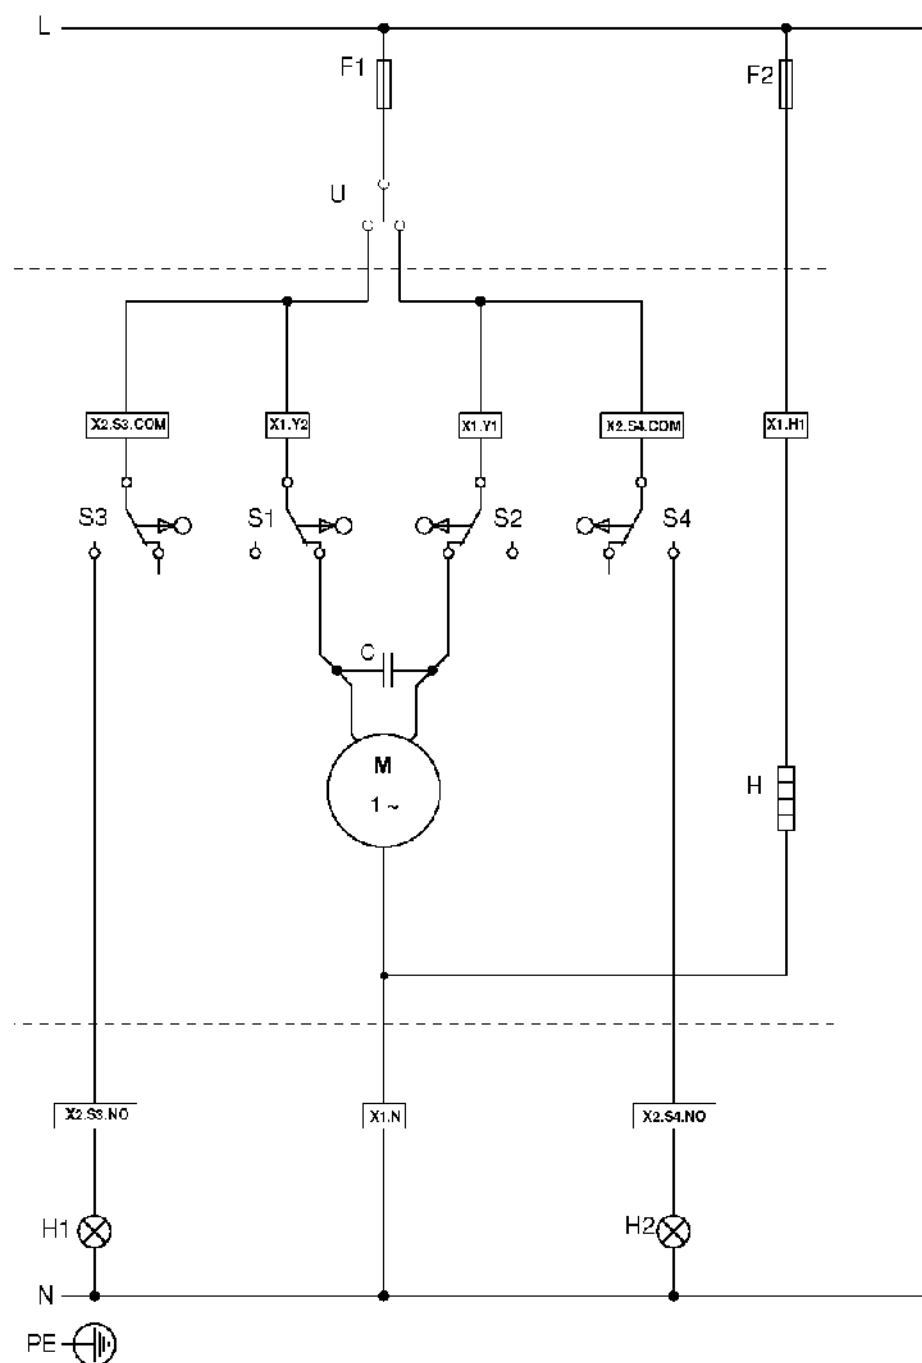 L
F1
F2
U
X2.S3.COM
X1.Y2
X1.Y1
X2.S4.COM
X1.H1
S3
S1
S2
S4
C
M
1 ~
H
X2.S3.NO
X1.N
X2.S4.NO
H1
H2
N
PE